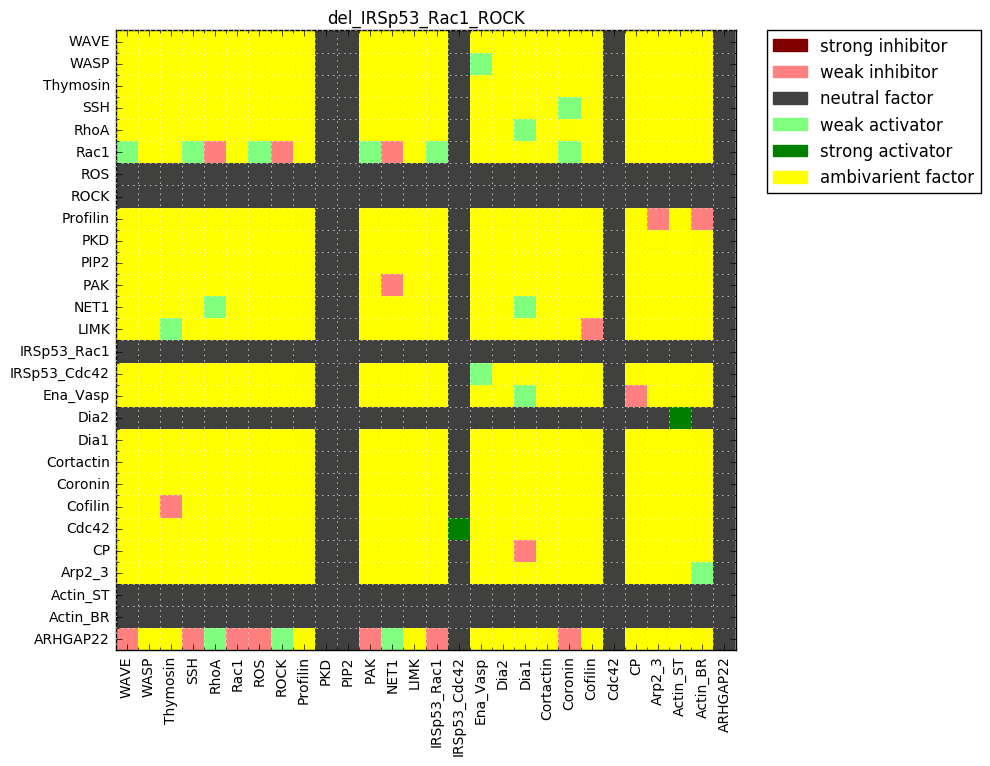 del_IRSp53_Rac1_ROCK
WAVE
WASP
Thymosin
SSH
RhoA
Rac1
ROS
ROCK
Profilin
PKD
PIP2
PAK
NET1
LIMK
IRSp53_Rac1
IRSp53_Cdc42
Ena_Vasp
Dia2
Dia1
Cortactin
Coronin
Cofilin
Cdc42
CP
Arp2_3
Actin_ST
Actin_BR
ARHGAP22
WAVE
WASP
Thymosin
SSH
RhoA
Rac1
ROS
ROCK
Profilin
PKD
PIP2
PAK
NET1
LIMK
IRSp53_Rac1
IRSp53_Cdc42
Ena_Vasp
Dia2
Dia1
Cortactin
Coronin
Cofilin
Cdc42
CP
Arp2_3
Actin_ST
Actin_BR
ARHGAP22
strong inhibitor
weak inhibitor
neutral factor
weak activator
strong activator
ambivarient factor